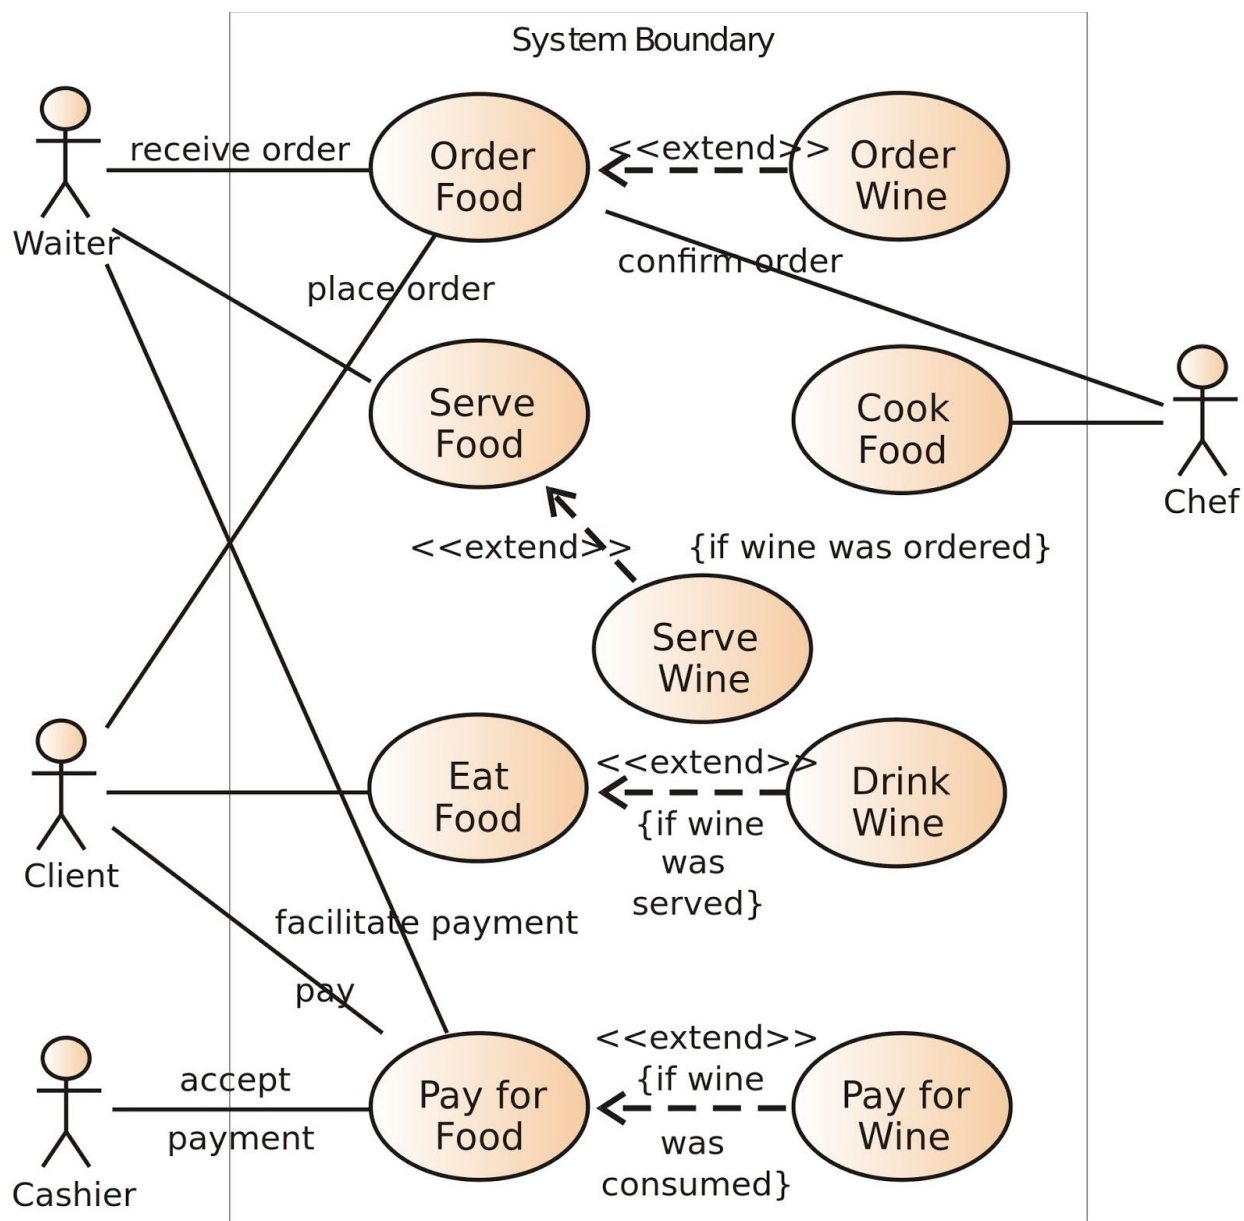 System Boundary
receive order
Order
Food
<<extend>>
Order
Wine
Waiter
confirm order
place order
Serve
Food
Cook
Food
Chef
<<extend>>
{if wine was ordered}
Serve
Wine
Eat
Food
<<extend>>
{if wine
was
served}
Drink
Wine
Client
facilitate payment
pay
accept
payment
Pay for
Food
<<extend>>
{if wine
was
consumed}
Pay for
Wine
Cashier